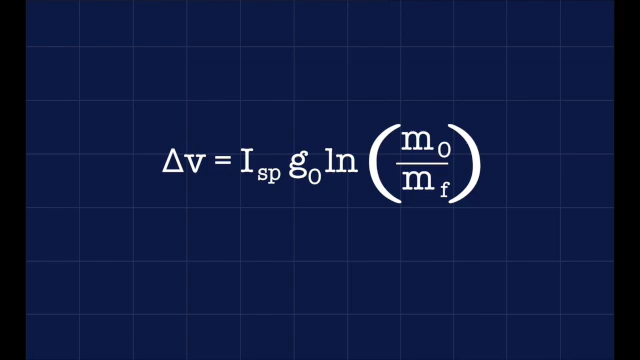 Δv = I_sp g_0 ln (m_0 / m_f)